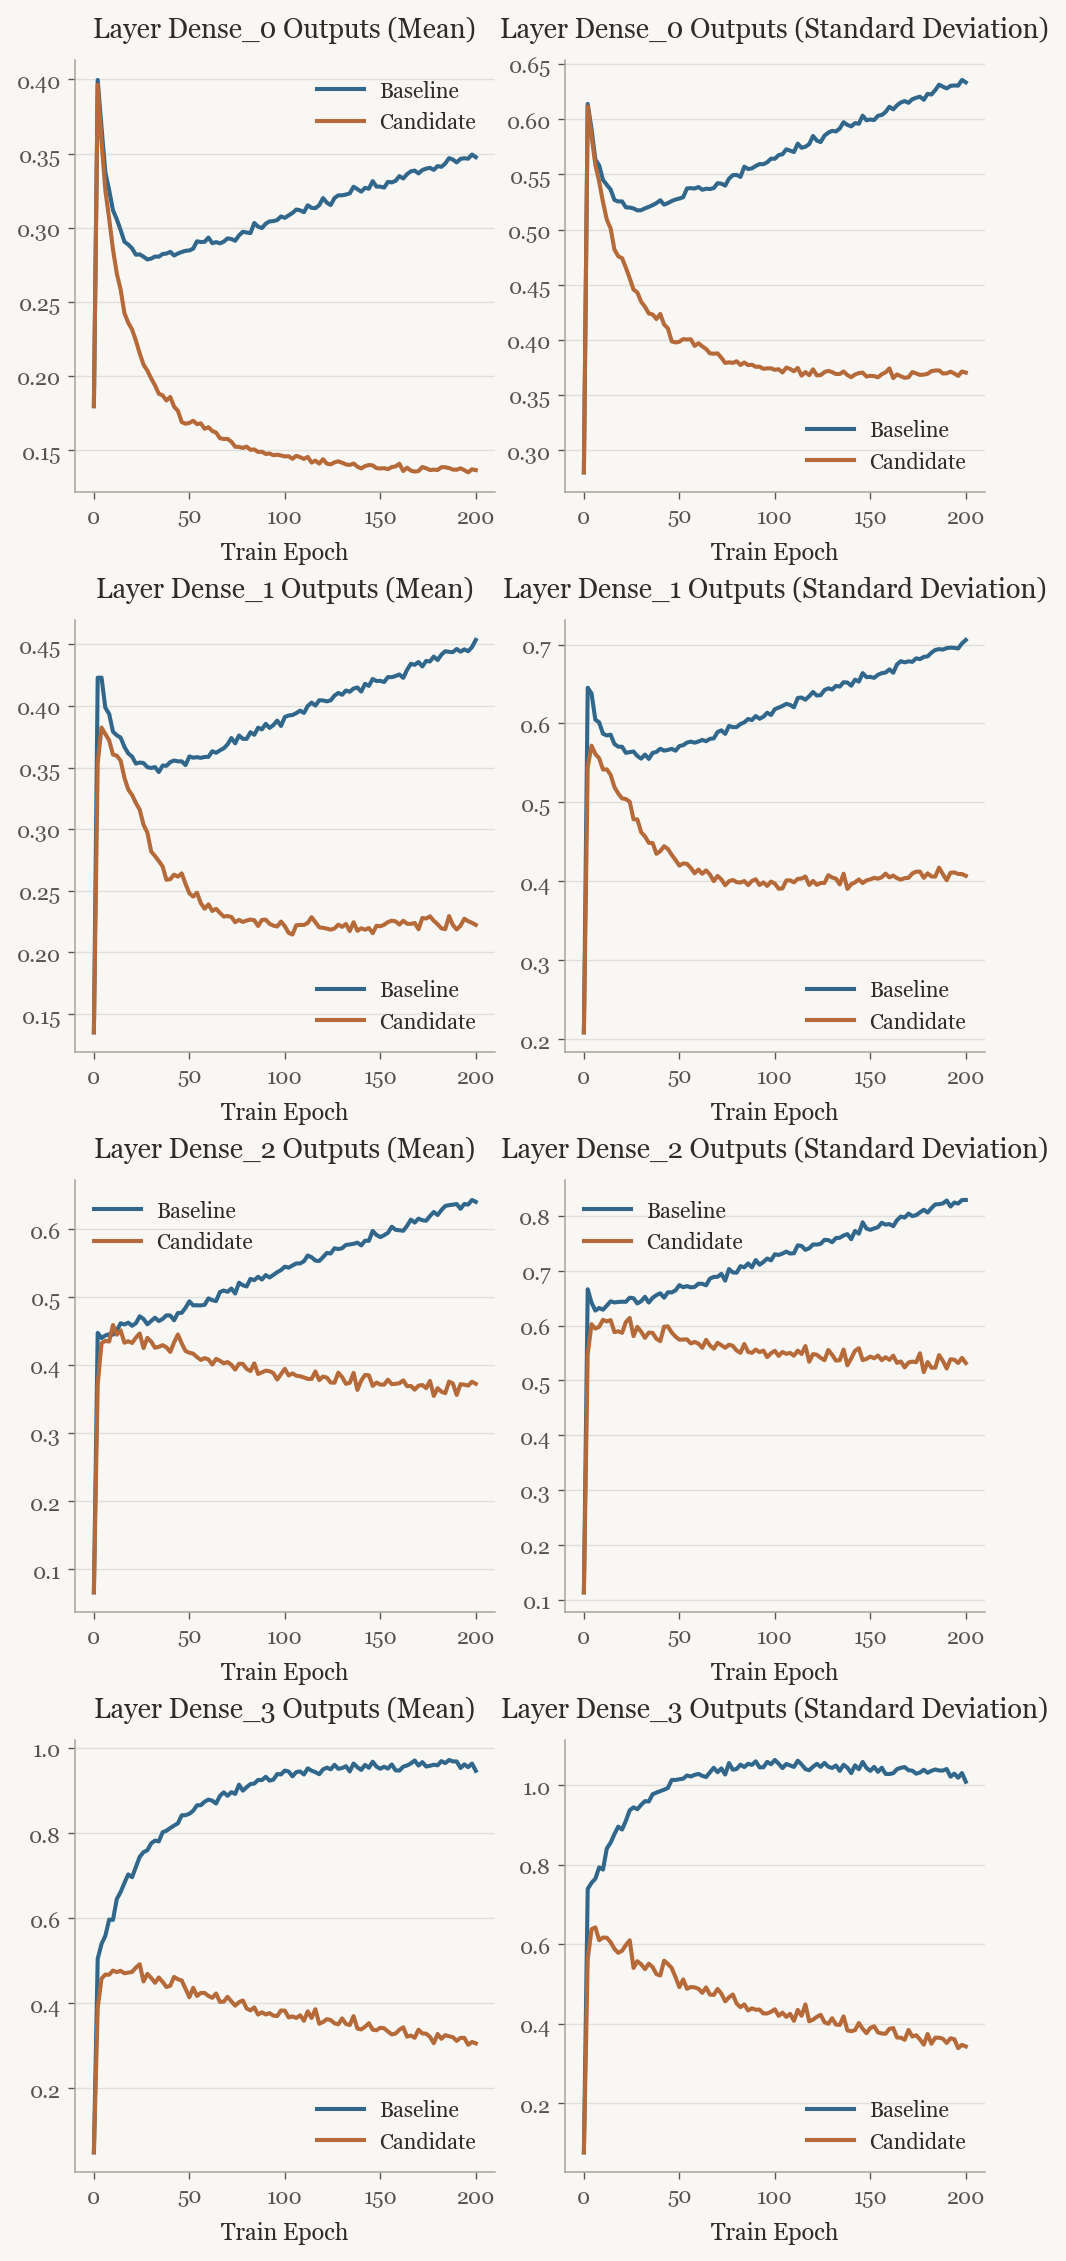 Layer Dense_0 Outputs (Mean)
0.40
0.35
0.30
0.25
0.20
0.15
Baseline
Candidate
0 50 100 150 200
Train Epoch
Layer Dense_0 Outputs (Standard Deviation)
0.65
0.60
0.55
0.50
0.45
0.40
0.35
0.30
Baseline
Candidate
0 50 100 150 200
Train Epoch
Layer Dense_1 Outputs (Mean)
0.45
0.40
0.35
0.30
0.25
0.20
0.15
Baseline
Candidate
0 50 100 150 200
Train Epoch
Layer Dense_1 Outputs (Standard Deviation)
0.7
0.6
0.5
0.4
0.3
0.2
Baseline
Candidate
0 50 100 150 200
Train Epoch
Layer Dense_2 Outputs (Mean)
Baseline
Candidate
0.6
0.5
0.4
0.3
0.2
0.1
0 50 100 150 200
Train Epoch
Layer Dense_2 Outputs (Standard Deviation)
Baseline
Candidate
0.8
0.7
0.6
0.5
0.4
0.3
0.2
0.1
0 50 100 150 200
Train Epoch
Layer Dense_3 Outputs (Mean)
1.0
0.8
0.6
0.4
0.2
Baseline
Candidate
0 50 100 150 200
Train Epoch
Layer Dense_3 Outputs (Standard Deviation)
1.0
0.8
0.6
0.4
0.2
Baseline
Candidate
0 50 100 150 200
Train Epoch